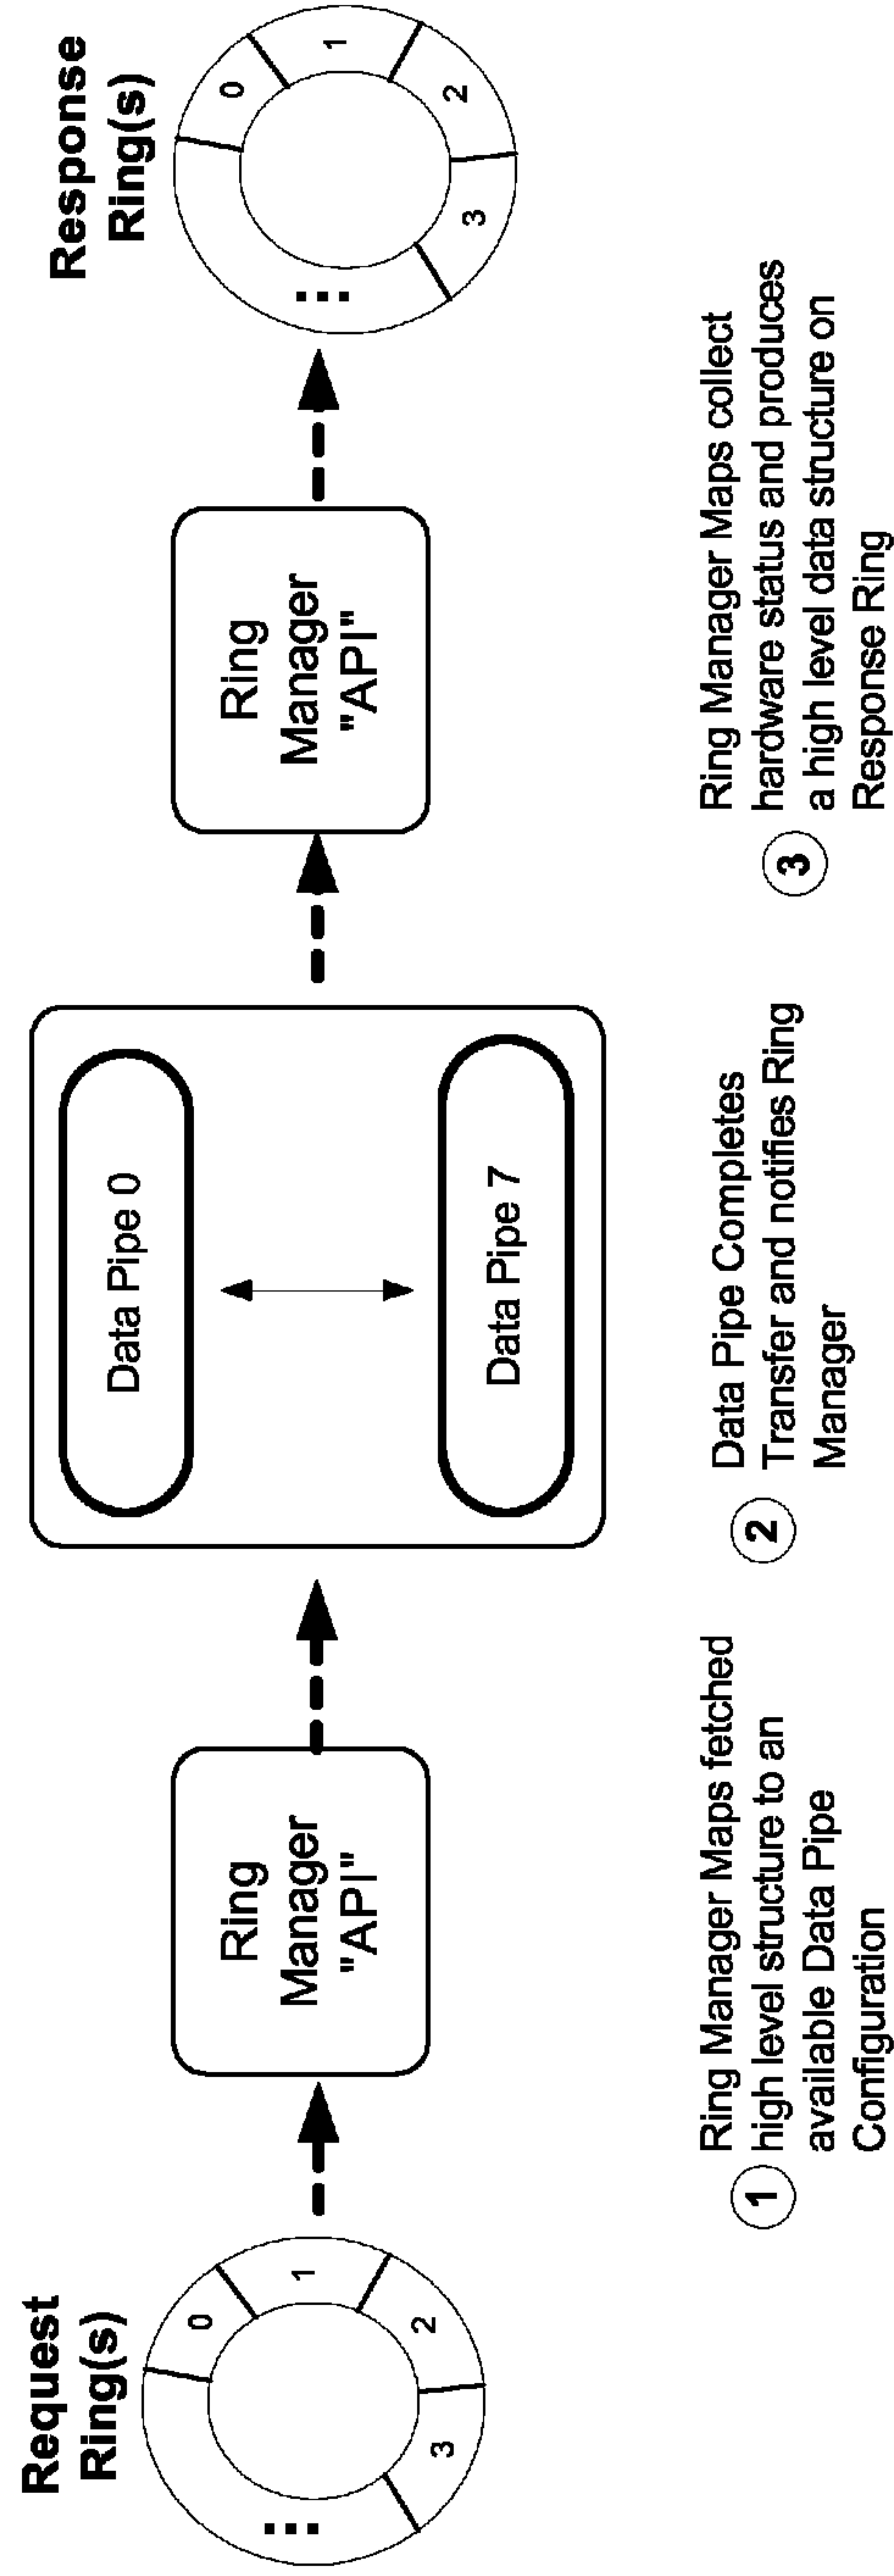 Request
Ring(s)
0
1
2
3
...
Ring
Manager
"API"
Data Pipe 0
Data Pipe 7
Ring
Manager
"API"
Response
Ring(s)
0
1
2
3
...
1
Ring Manager Maps fetched
high level structure to an
available Data Pipe
Configuration
2
Data Pipe Completes
Transfer and notifies Ring
Manager
3
Ring Manager Maps collect
hardware status and produces
a high level data structure on
Response Ring